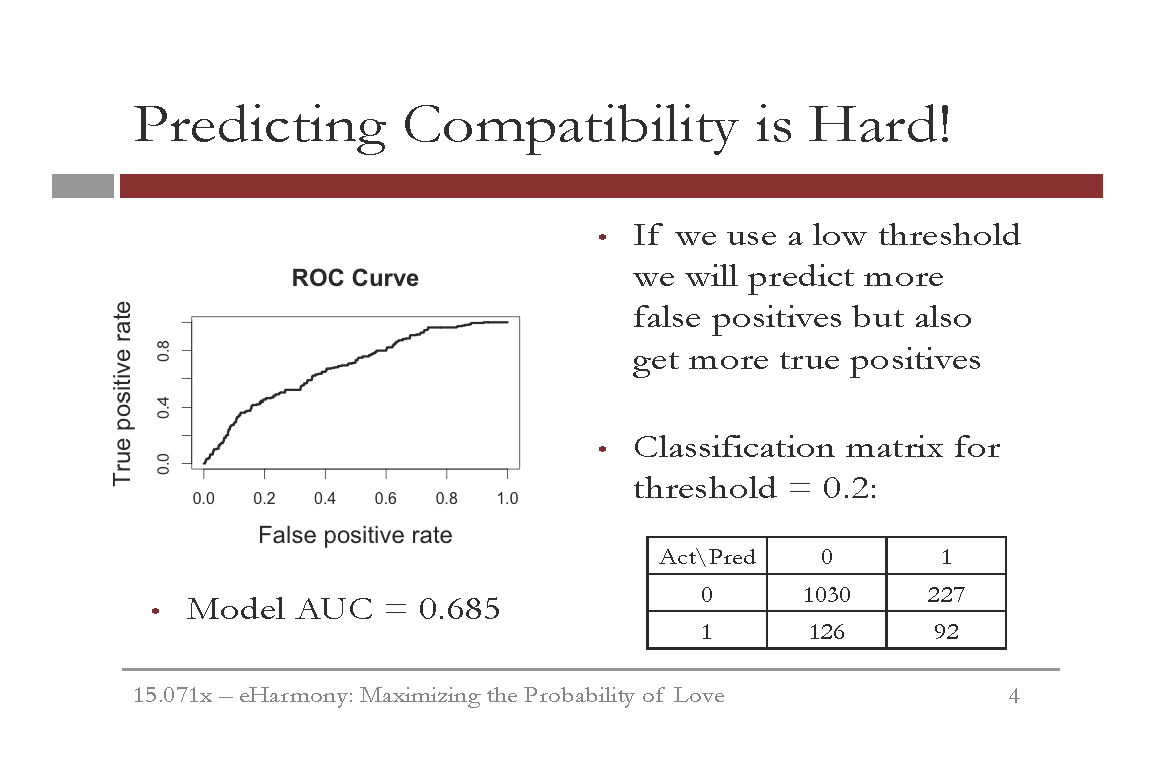 Predicting Compatibility is Hard!
ROC Curve
True positive rate
0.8
0.4
0.0
0.0 0.2 0.4 0.6 0.8 1.0
False positive rate
• Model AUC = 0.685
• If we use a low threshold
we will predict more
false positives but also
get more true positives
• Classification matrix for
threshold = 0.2:
Act\Pred 0 1
0 1030 227
1 126 92
15.071x – eHarmony: Maximizing the Probability of Love 4